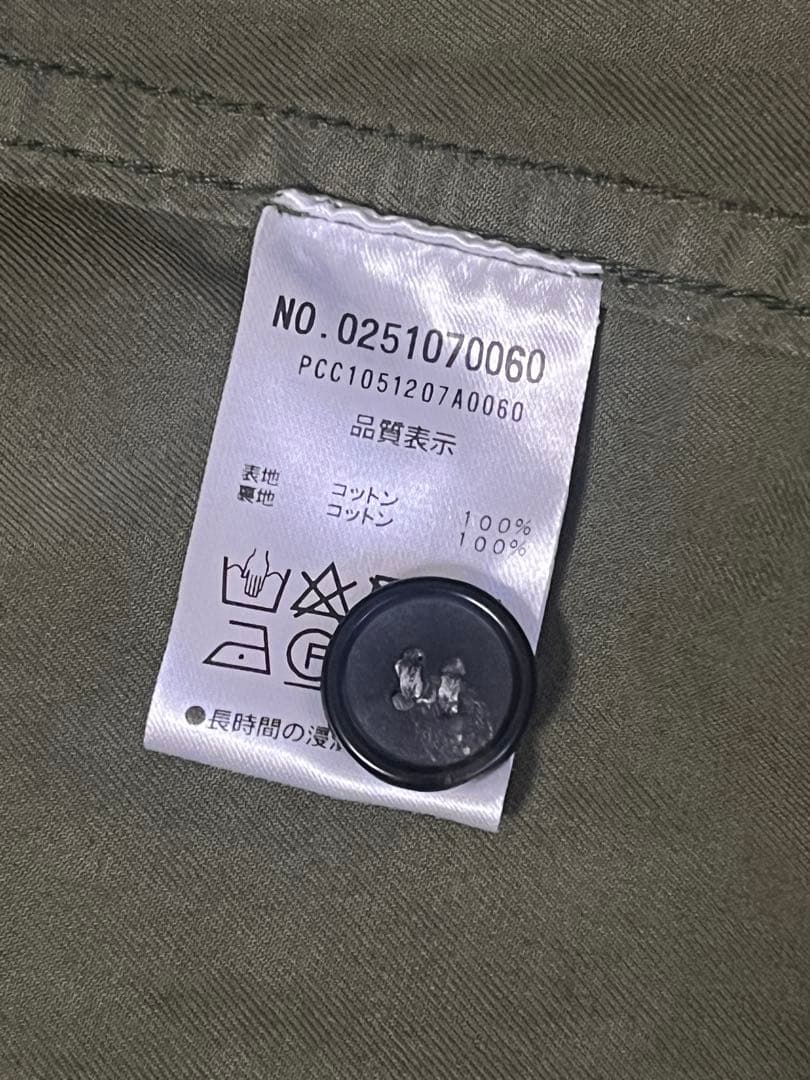 NO.0251070060
PCC1051207A0060
品質表示
表地 コットン 100%
裏地 コットン 100%
●長時間の浸